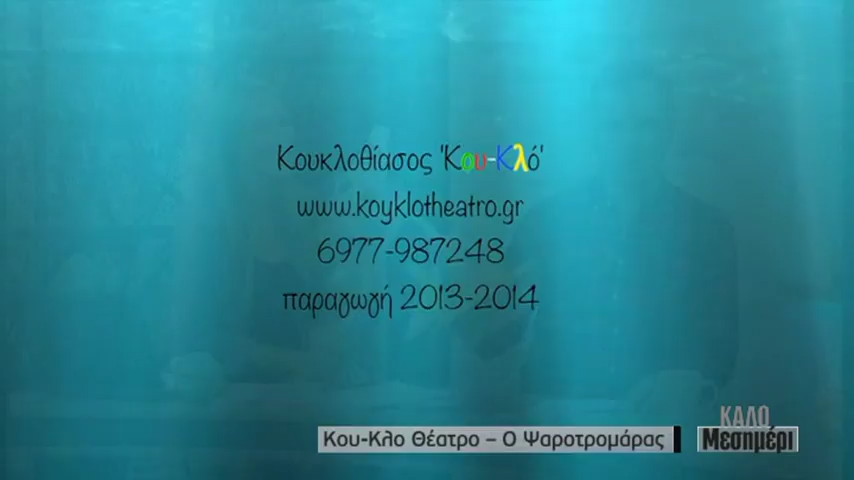 Κουκλοθίασος 'Κου-Κλό'
www.koyklotheatro.gr
6977-987248
παραγωγή 2013-2014
Κου-Κλο Θέατρο – Ο Ψαροτρομάρας
ΚΑΛΟ
Μεσημέρι